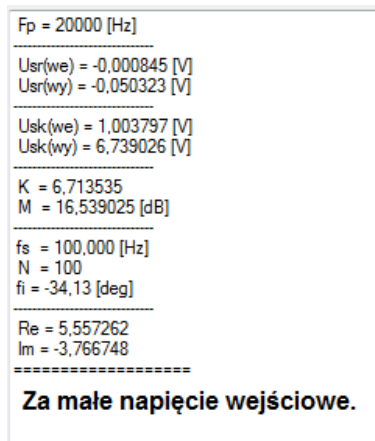 Fp = 20000 [Hz]
-----------------------------
Usr(we) = -0,000845 [V]
Usr(wy) = -0,050323 [V]
-----------------------------
Usk(we) = 1,003797 [V]
Usk(wy) = 6,739026 [V]
-----------------------------
K = 6,713535
M = 16,539025 [dB]
-----------------------------
fs = 100,000 [Hz]
N = 100
fi = -34,13 [deg]
-----------------------------
Re = 5,557262
Im = -3,766748
===================
Za małe napięcie wejściowe.